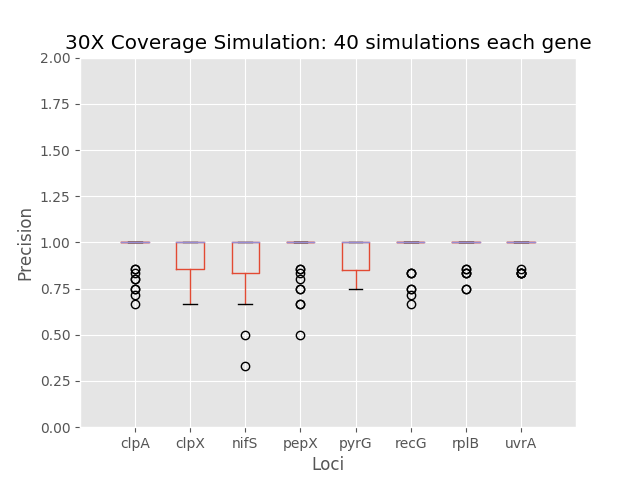 30X Coverage Simulation: 40 simulations each gene
2.00
1.75
1.50
1.25
1.00
0.75
0.50
0.25
0.00
Precision
clpA clpX nifS pepX pyrG recG rplB uvrA
Loci